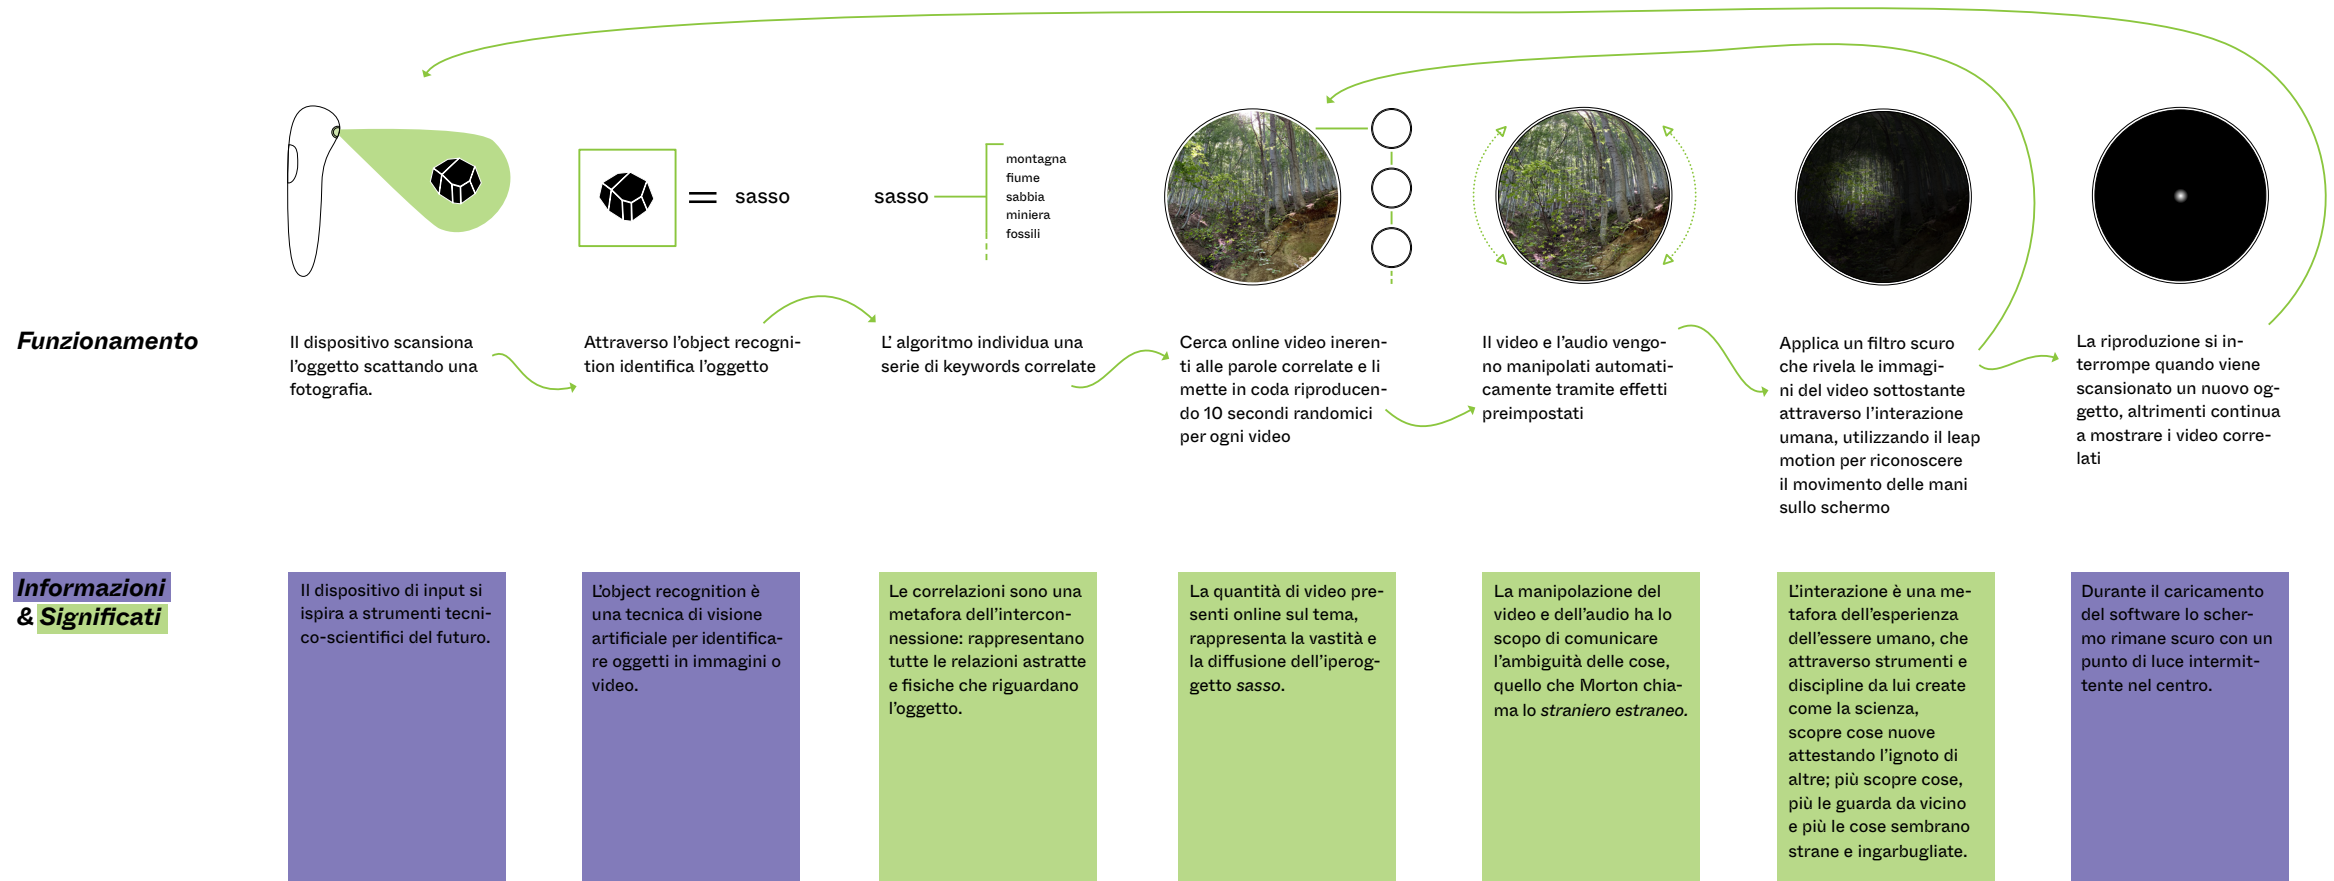 sasso
sasso
montagna
fiume
sabbia
miniera
fossili
Funzionamento
Il dispositivo scansiona
l'oggetto scattando una
fotografia.
Attraverso l'object recogni-
tion identifica l'oggetto
L' algoritmo individua una
serie di keywords correlate
Cerca online video ineren-
ti alle parole correlate e li
mette in coda riproducen-
do 10 secondi randomici
per ogni video
Il video e l'audio vengo-
no manipolati automati-
camente tramite effetti
preimpostati
Applica un filtro scuro
che rivela le immagi-
ni del video sottostante
attraverso l'interazione
umana, utilizzando il leap
motion per riconoscere
il movimento delle mani
sullo schermo
La riproduzione si in-
terrompe quando viene
scansionato un nuovo og-
getto, altrimenti continua
a mostrare i video corre-
lati
Informazioni
& Significati
Il dispositivo di input si
ispira a strumenti tecni-
co-scientifici del futuro.
L'object recognition è
una tecnica di visione
artificiale per identifica-
re oggetti in immagini o
video.
Le correlazioni sono una
metafora dell'intercon-
nessione: rappresentano
tutte le relazioni astratte
e fisiche che riguardano
l'oggetto.
La quantità di video pre-
senti online sul tema,
rappresenta la vastità e
la diffusione dell'iperog-
getto sasso.
La manipolazione del
video e dell'audio ha lo
scopo di comunicare
l'ambiguità delle cose,
quello che Morton chia-
ma lo straniero estraneo.
L'interazione è una me-
tafora dell'esperienza
dell'essere umano, che
attraverso strumenti e
discipline da lui create
come la scienza,
scopre cose nuove
attestando l'ignoto di
altre; più scopre cose,
più le guarda da vicino
e più le cose sembrano
strane e ingarbugliate.
Durante il caricamento
del software lo scher-
mo rimane scuro con un
punto di luce intermit-
tente nel centro.